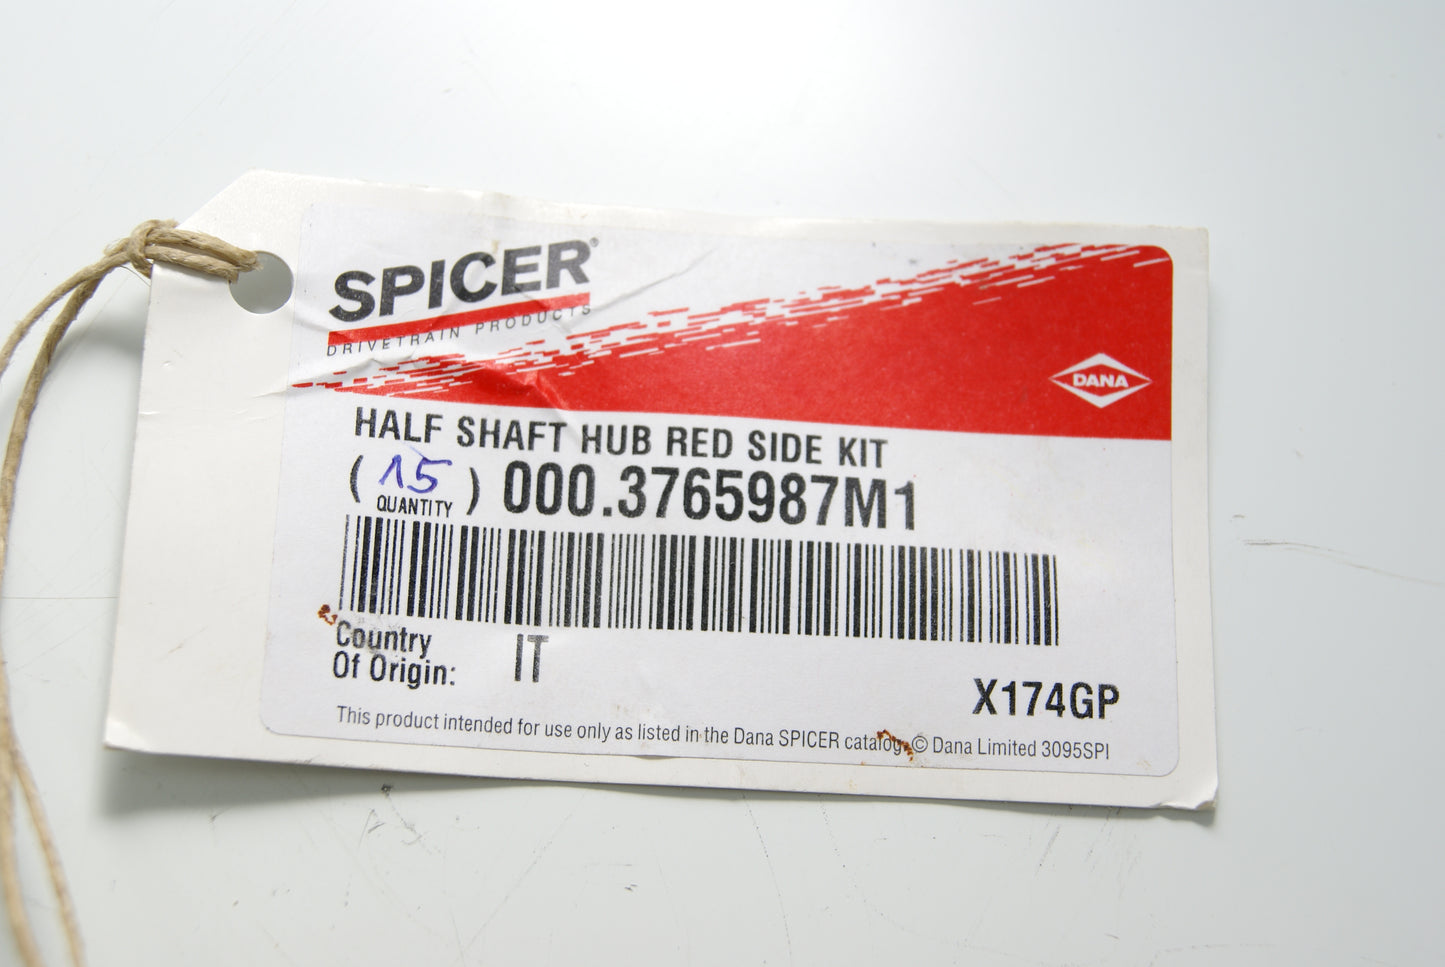 SPICER®
DRIVETRAIN PRODUCTS
DANA
HALF SHAFT HUB RED SIDE KIT
( 15 ) 000.3765987M1
QUANTITY
Country
Of Origin: IT
X174GP
This product intended for use only as listed in the Dana SPICER catalog. © Dana Limited 3095SPI